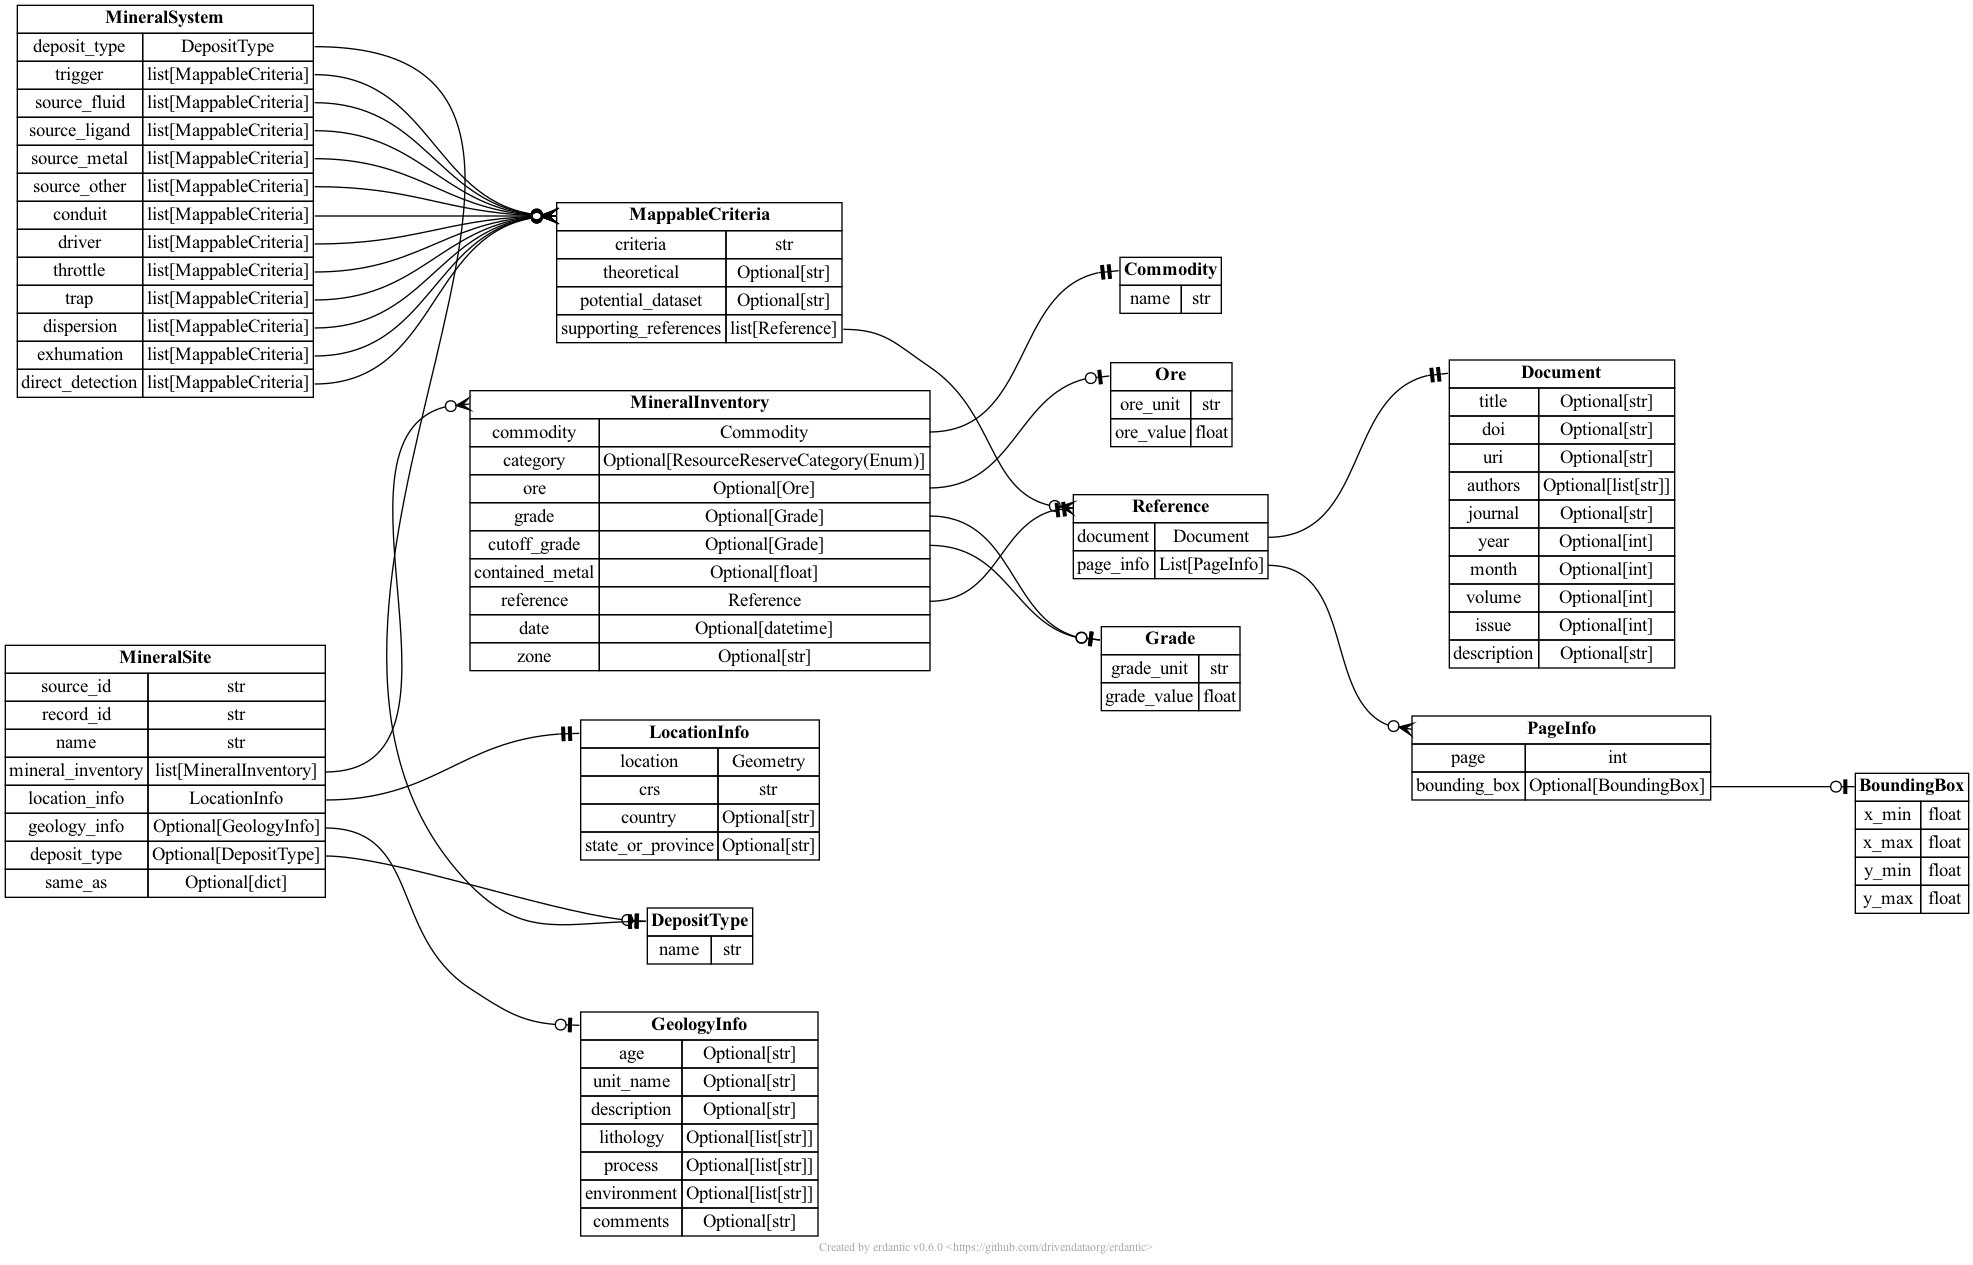 MineralSystem
deposit_type DepositType
trigger list[MappableCriteria]
source_fluid list[MappableCriteria]
source_ligand list[MappableCriteria]
source_metal list[MappableCriteria]
source_other list[MappableCriteria]
conduit list[MappableCriteria]
driver list[MappableCriteria]
throttle list[MappableCriteria]
trap list[MappableCriteria]
dispersion list[MappableCriteria]
exhumation list[MappableCriteria]
direct_detection list[MappableCriteria]
MappableCriteria
criteria str
theoretical Optional[str]
potential_dataset Optional[str]
supporting_references list[Reference]
MineralInventory
commodity Commodity
category Optional[ResourceReserveCategory(Enum)]
ore Optional[Ore]
grade Optional[Grade]
cutoff_grade Optional[Grade]
contained_metal Optional[float]
reference Reference
date Optional[datetime]
zone Optional[str]
Commodity
name str
Ore
ore_unit str
ore_value float
Reference
document Document
page_info List[PageInfo]
Grade
grade_unit str
grade_value float
Document
title Optional[str]
doi Optional[str]
uri Optional[str]
authors Optional[list[str]]
journal Optional[str]
year Optional[int]
month Optional[int]
volume Optional[int]
issue Optional[int]
description Optional[str]
PageInfo
page int
bounding_box Optional[BoundingBox]
BoundingBox
x_min float
x_max float
y_min float
y_max float
MineralSite
source_id str
record_id str
name str
mineral_inventory list[MineralInventory]
location_info LocationInfo
geology_info Optional[GeologyInfo]
deposit_type Optional[DepositType]
same_as Optional[dict]
LocationInfo
location Geometry
crs str
country Optional[str]
state_or_province Optional[str]
DepositType
name str
GeologyInfo
age Optional[str]
unit_name Optional[str]
description Optional[str]
lithology Optional[list[str]]
process Optional[list[str]]
environment Optional[list[str]]
comments Optional[str]
Created by erdantic v0.6.0 <https://github.com/drivendataorg/erdantic>